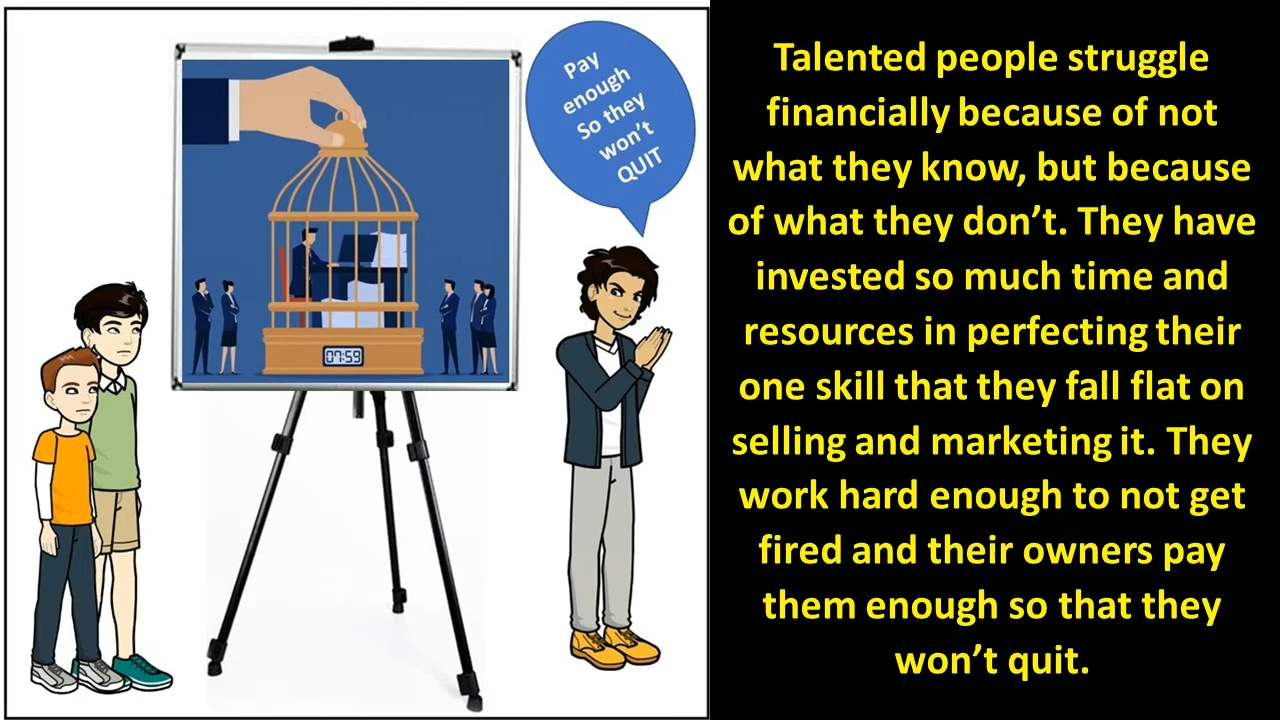 Pay
enough
So they
won't
QUIT
07:59
Talented people struggle
financially because of not
what they know, but because
of what they don't. They have
invested so much time and
resources in perfecting their
one skill that they fall flat on
selling and marketing it. They
work hard enough to not get
fired and their owners pay
them enough so that they
won't quit.